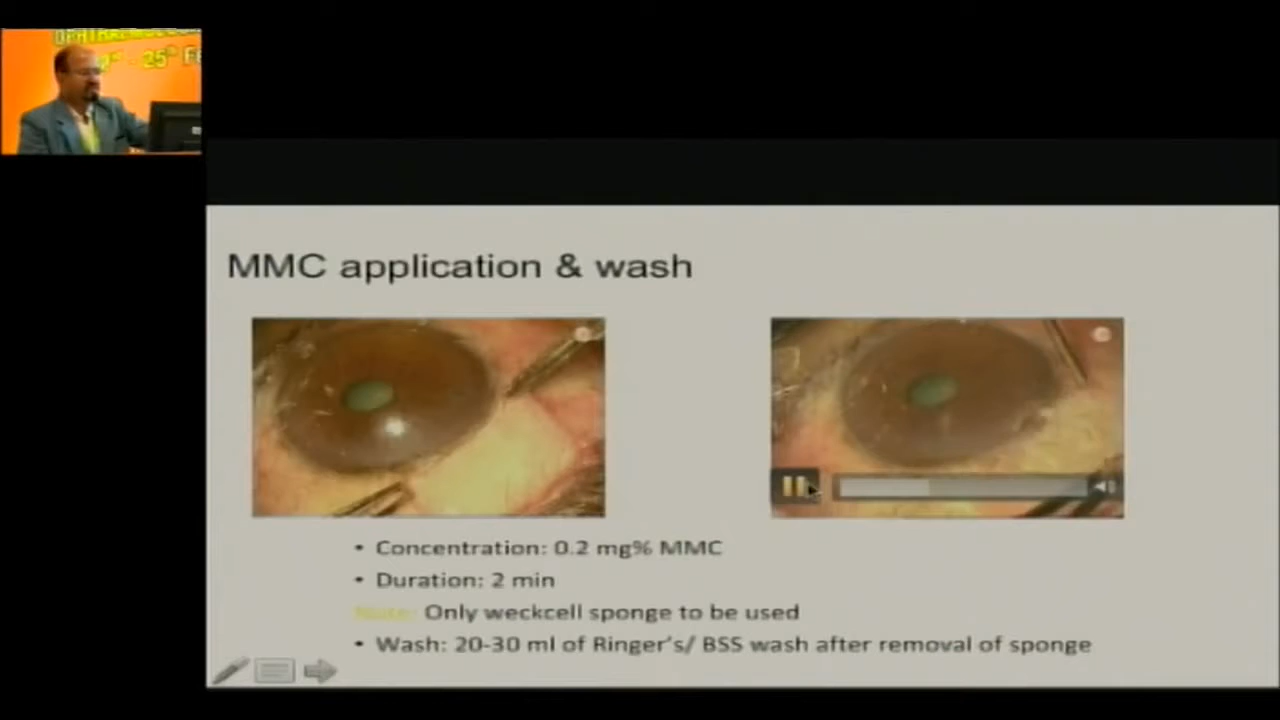 25th
MMC application & wash
• Concentration: 0.2 mg% MMC
• Duration: 2 min
Note: Only weckcell sponge to be used
• Wash: 20-30 ml of Ringer's/ BSS wash after removal of sponge